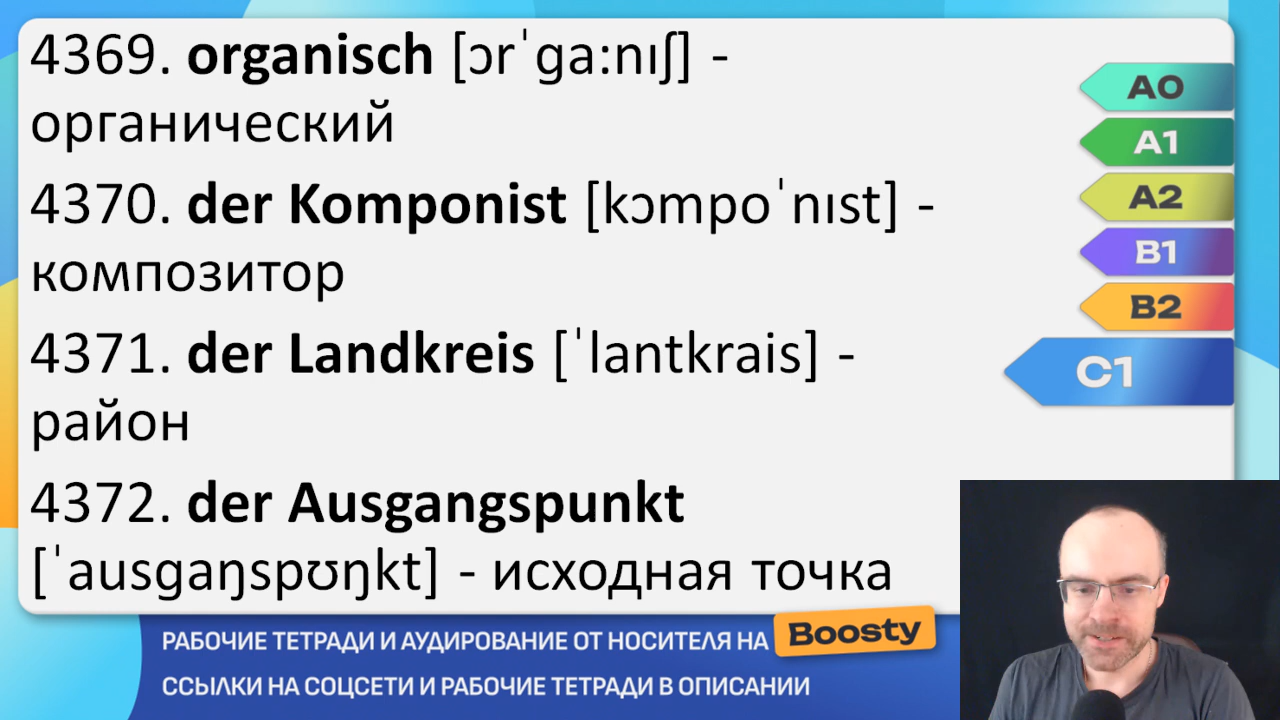 4369. organisch [ɔrˈga:nɪʃ] -
органический
4370. der Komponist [kɔmpoˈnɪst] -
композитор
4371. der Landkreis [ˈlantkrais] -
район
4372. der Ausgangspunkt
[ˈausgaŋspʊŋkt] - исходная точка
A0
A1
A2
B1
B2
C1
РАБОЧИЕ ТЕТРАДИ И АУДИРОВАНИЕ ОТ НОСИТЕЛЯ НА Boosty
ССЫЛКИ НА СОЦСЕТИ И РАБОЧИЕ ТЕТРАДИ В ОПИСАНИИ